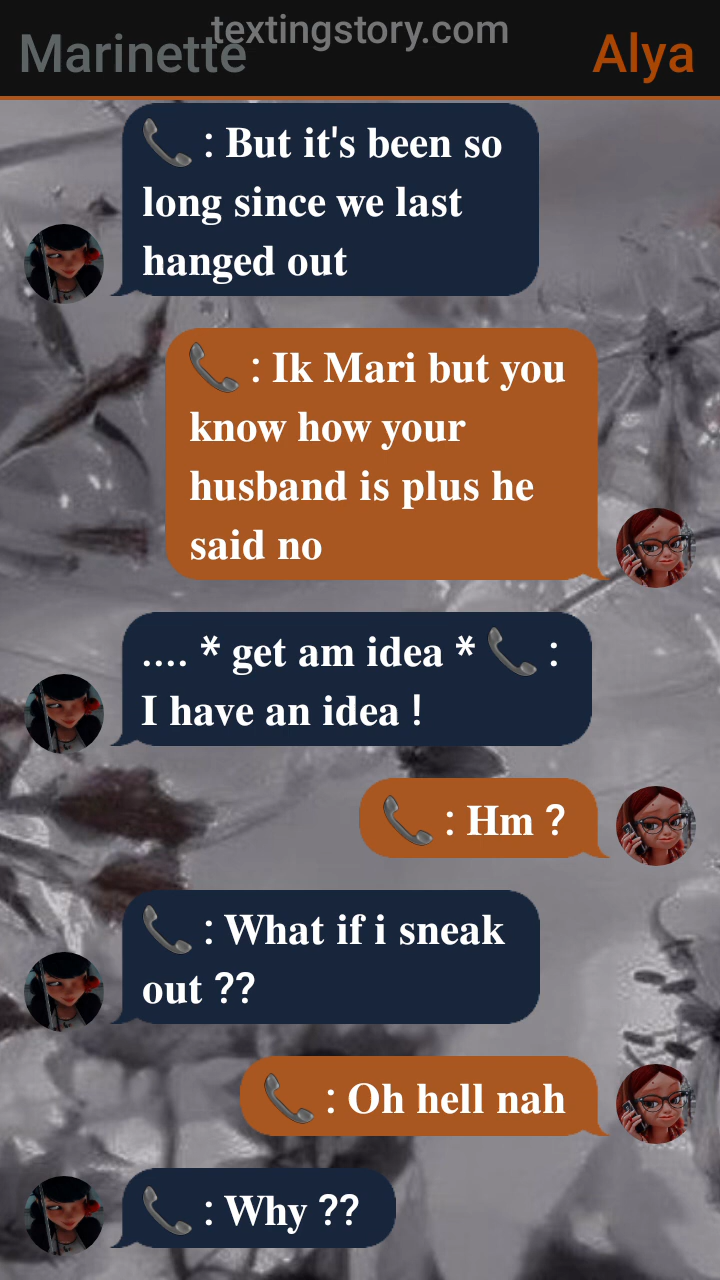 textingstory.com
Marinette
Alya
📞 : But it's been so
long since we last
hanged out
📞 : Ik Mari but you
know how your
husband is plus he
said no
.... * get am idea * 📞 :
I have an idea !
📞 : Hm ?
📞 : What if i sneak
out ??
📞 : Oh hell nah
📞 : Why ??